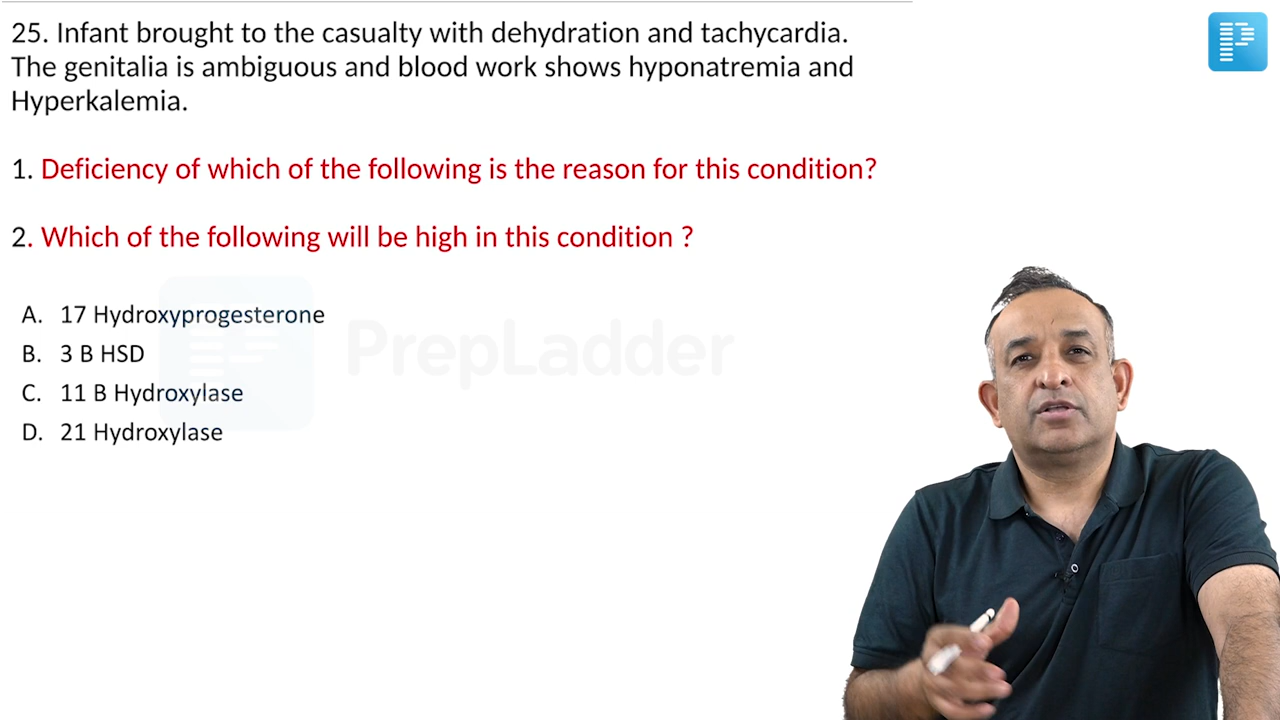 25. Infant brought to the casualty with dehydration and tachycardia.
The genitalia is ambiguous and blood work shows hyponatremia and
Hyperkalemia.
1. Deficiency of which of the following is the reason for this condition?
2. Which of the following will be high in this condition ?
A. 17 Hydroxyprogesterone
B. 3 B HSD
C. 11 B Hydroxylase
D. 21 Hydroxylase
PrepLadder